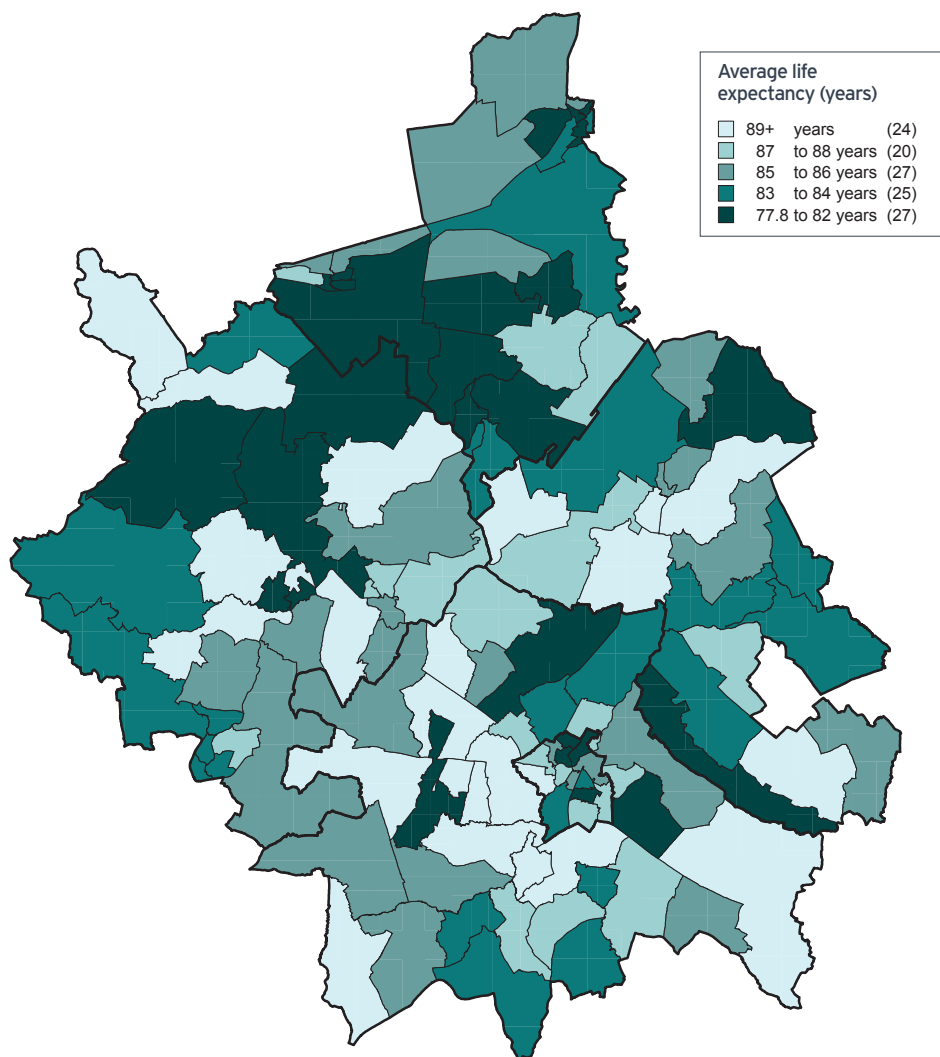 Average life
expectancy (years)
89+ years (24)
87 to 88 years (20)
85 to 86 years (27)
83 to 84 years (25)
77.8 to 82 years (27)